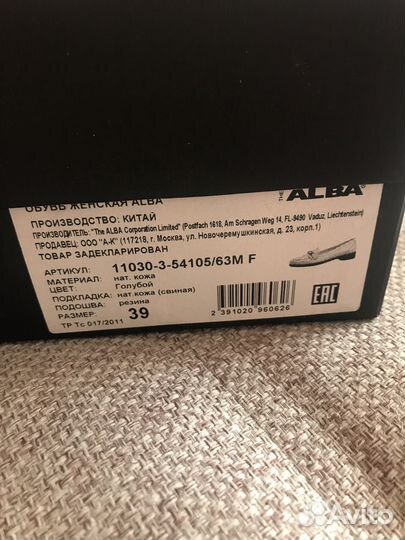 ОБУВЬ ЖЕНСКАЯ ALBA
THE ALBA
ПРОИЗВОДСТВО: КИТАЙ
ПРОИЗВОДИТЕЛЬ: "The ALBA Corporation Limited" (Postfach 1618, Am Schragen Weg 14, FL-9490 Vaduz, Liechtenstein)
ПРОДАВЕЦ: ООО "А-К" (117218, г. Москва, ул. Новочеремушкинская, д. 23, корп.1)
ТОВАР ЗАДЕКЛАРИРОВАН
АРТИКУЛ: 11030-3-54105/63M F
МАТЕРИАЛ: нат. кожа
ЦВЕТ: Голубой
ПОДКЛАДКА: нат.кожа (свиная)
ПОДОШВА: резина
РАЗМЕР: 39
ТР Тс 017/2011
2 391020 960626
EAC
Avito